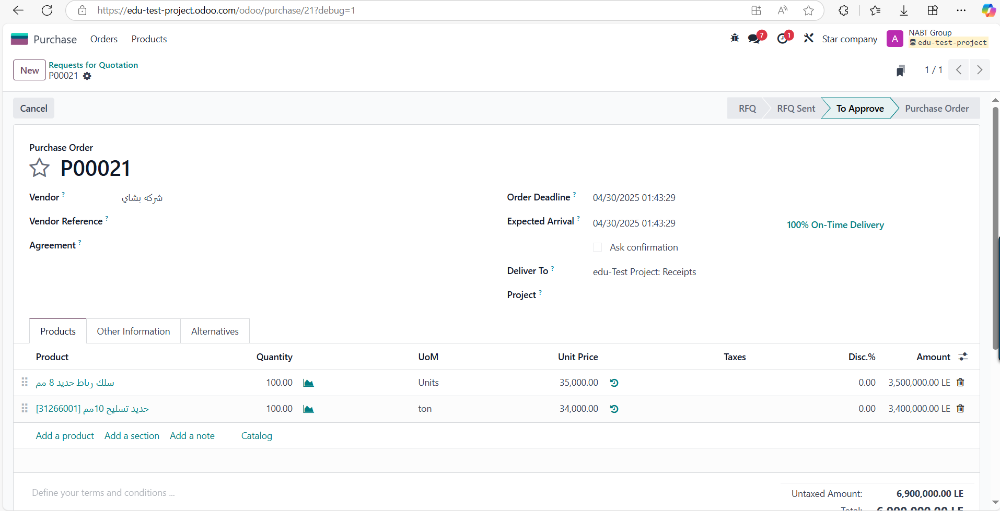 https://edu-test-project.odoo.com/odoo/purchase/21?debug=1
Purchase Orders Products
7 1 Star company A NABT Group
edu-test-project
New Requests for Quotation
P00021
1 / 1
Cancel RFQ RFQ Sent To Approve Purchase Order
Purchase Order
P00021
Vendor ? شركه بشاي
Order Deadline ? 04/30/2025 01:43:29
Vendor Reference ?
Expected Arrival ? 04/30/2025 01:43:29 100% On-Time Delivery
Agreement ?
Ask confirmation
Deliver To ? edu-Test Project: Receipts
Project ?
Products Other Information Alternatives
Product Quantity UoM Unit Price Taxes Disc.% Amount
سلك رباط حديد 8 مم 100.00 Units 35,000.00 0.00 3,500,000.00 LE
[31266001] حديد تسليح 10مم 100.00 ton 34,000.00 0.00 3,400,000.00 LE
Add a product Add a section Add a note Catalog
Define your terms and conditions ...
Untaxed Amount: 6,900,000.00 LE
Total: 6,900,000.00 LE